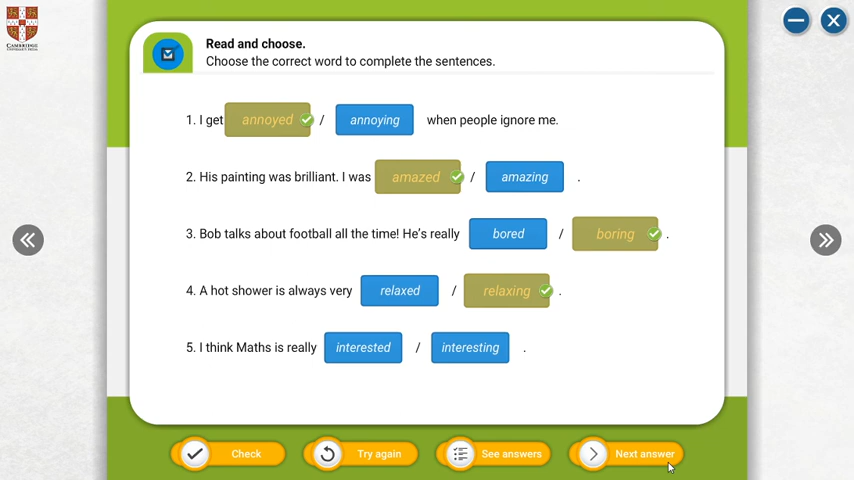 CAMBRIDGE
Read and choose.
Choose the correct word to complete the sentences.
1. I get annoyed / annoying when people ignore me.
2. His painting was brilliant. I was amazed / amazing .
3. Bob talks about football all the time! He's really bored / boring .
4. A hot shower is always very relaxed / relaxing .
5. I think Maths is really interested / interesting .
Check Try again See answers Next answer